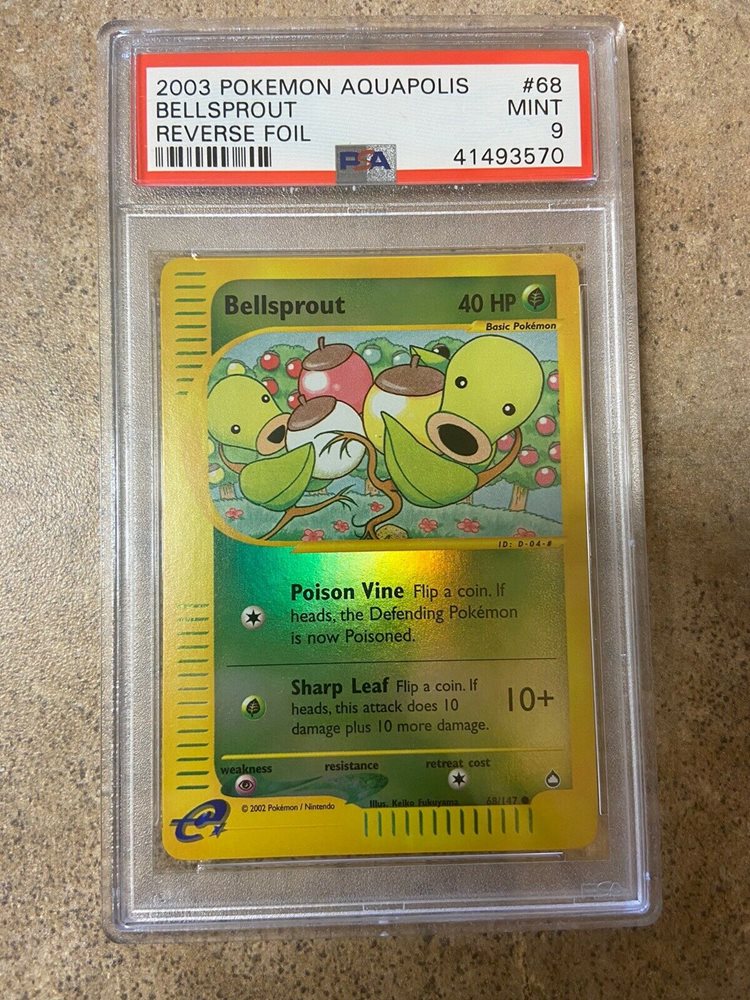 2003 POKEMON AQUAPOLIS #68
BELLSPROUT MINT
REVERSE FOIL 9
PSA 41493570
Bellsprout 40 HP
Basic Pokémon
ID: D-04-#
Poison Vine Flip a coin. If
heads, the Defending Pokémon
is now Poisoned.
Sharp Leaf Flip a coin. If
heads, this attack does 10
damage plus 10 more damage.
10+
weakness resistance retreat cost
© 2002 Pokémon / Nintendo
Illus. Keiko Fukuyama 68/147
e